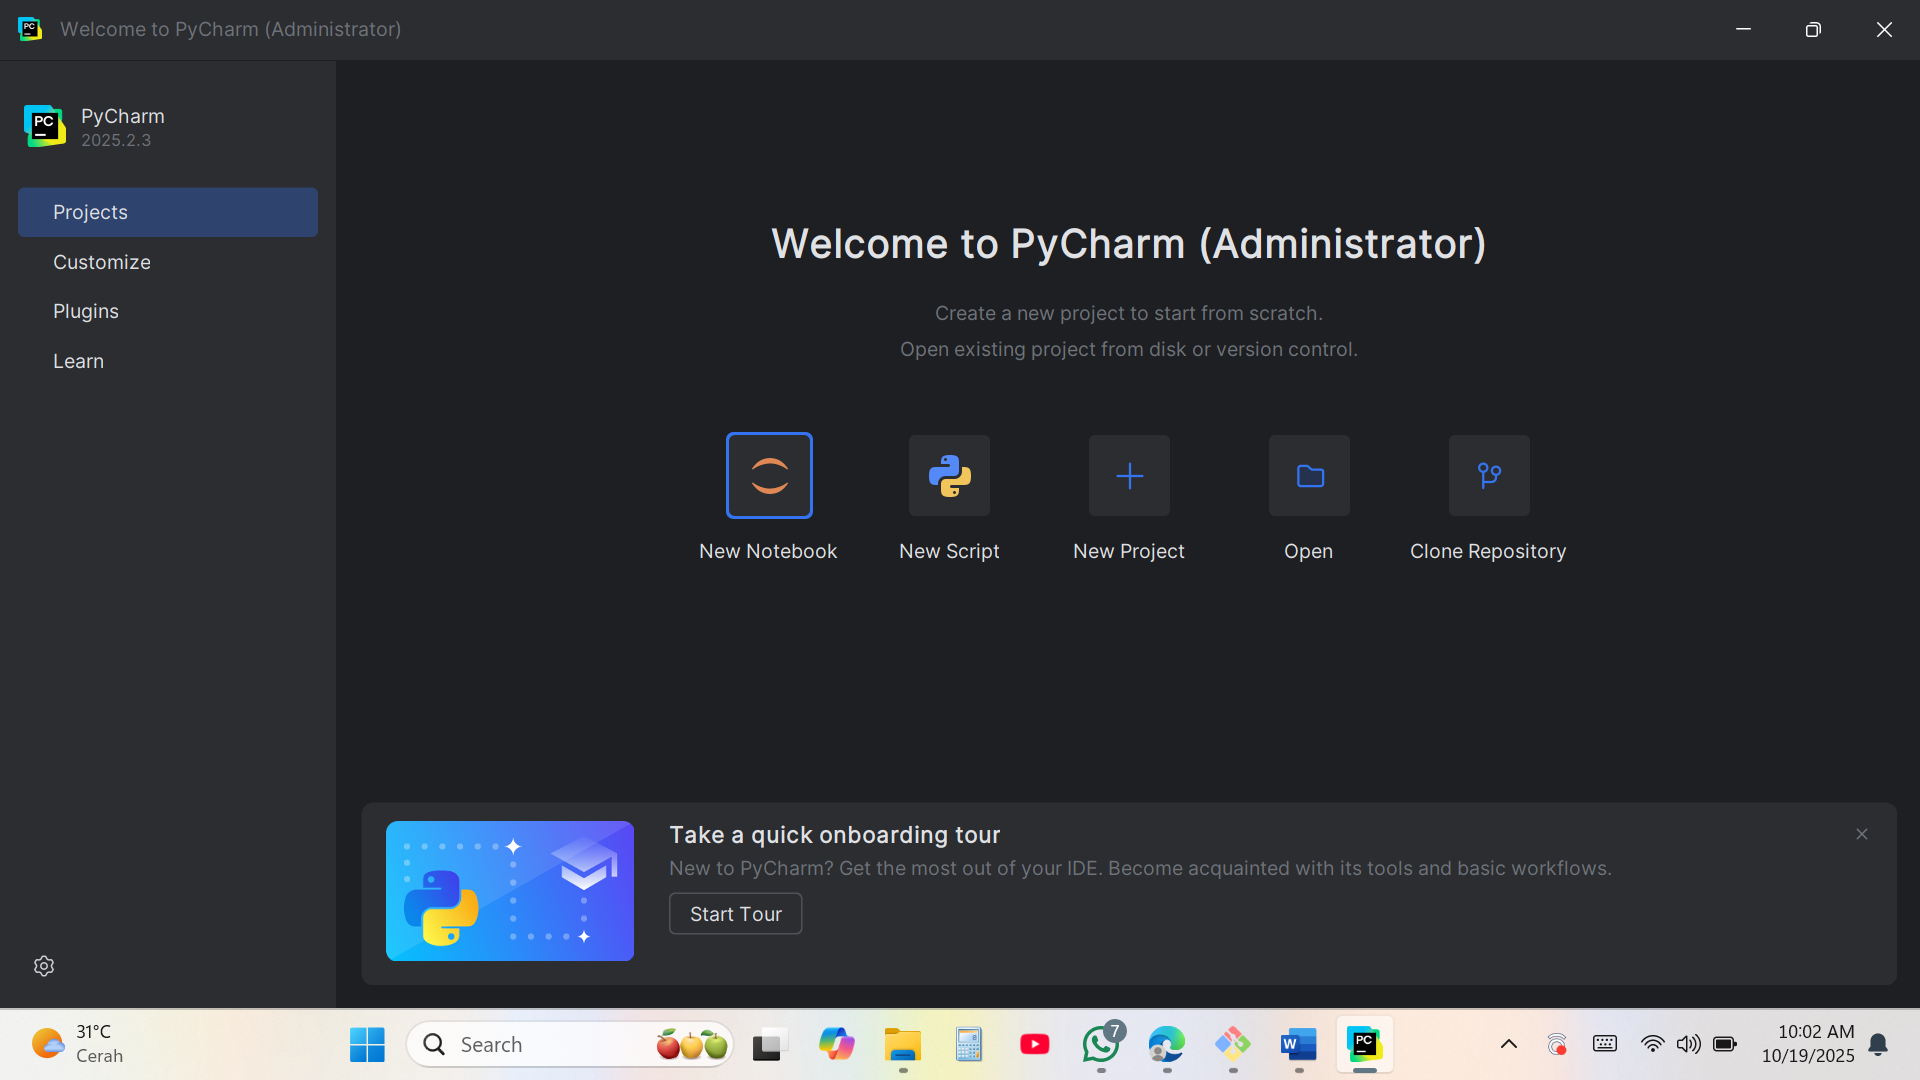 Welcome to PyCharm (Administrator)
PyCharm
2025.2.3
Projects
Customize
Plugins
Learn
Welcome to PyCharm (Administrator)
Create a new project to start from scratch.
Open existing project from disk or version control.
New Notebook
New Script
New Project
Open
Clone Repository
Take a quick onboarding tour
New to PyCharm? Get the most out of your IDE. Become acquainted with its tools and basic workflows.
Start Tour
31°C
Cerah
Search
7
10:02 AM
10/19/2025